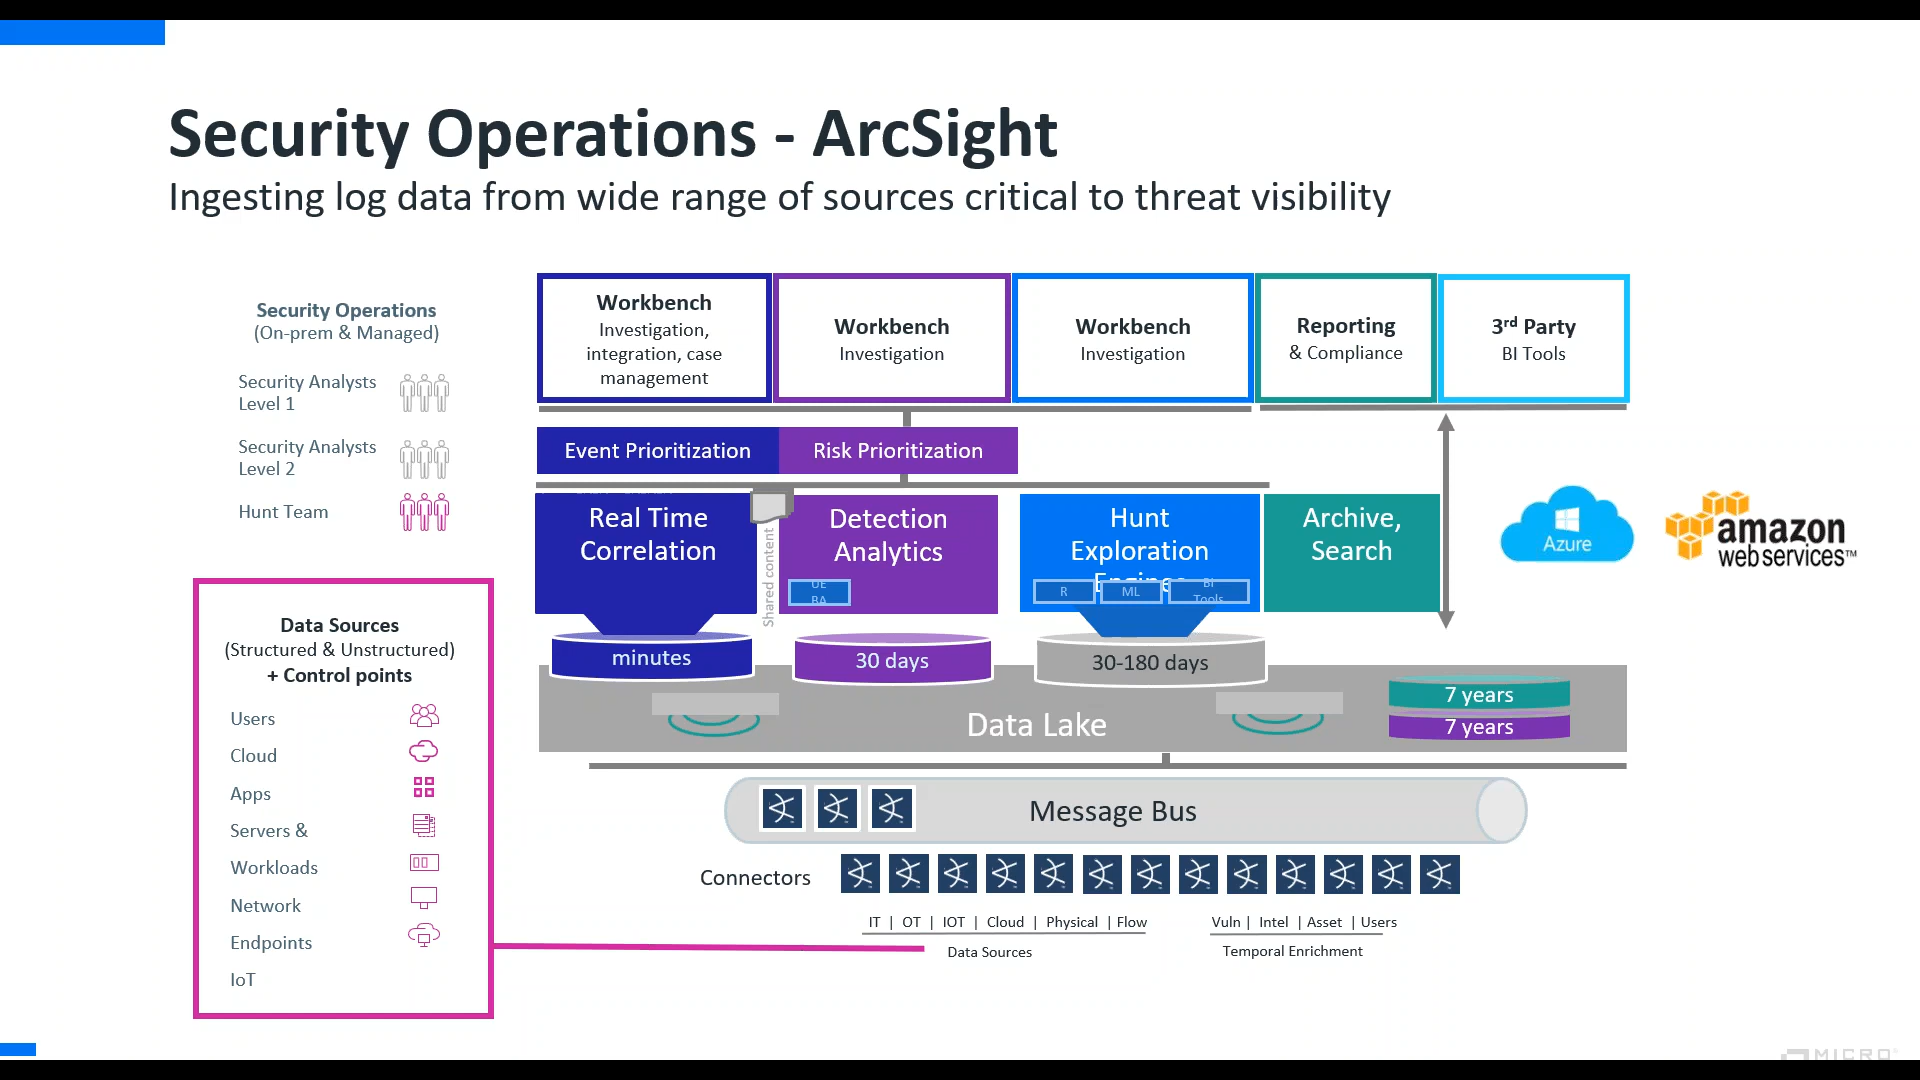 Security Operations - ArcSight
Ingesting log data from wide range of sources critical to threat visibility
Security Operations
(On-prem & Managed)
Security Analysts
Level 1
Security Analysts
Level 2
Hunt Team
Data Sources
(Structured & Unstructured)
+ Control points
Users
Cloud
Apps
Servers &
Workloads
Network
Endpoints
IoT
Workbench
Investigation,
integration, case
management
Workbench
Investigation
Workbench
Investigation
Reporting
& Compliance
3rd Party
BI Tools
Event Prioritization
Risk Prioritization
Real Time
Correlation
Shared content
Detection
Analytics
UE
BA
Hunt
Exploration
Engines
R
ML
BI
Tools
Archive,
Search
Azure
amazon
web services™
minutes
30 days
30-180 days
7 years
7 years
Data Lake
Message Bus
Connectors
IT | OT | IOT | Cloud | Physical | Flow
Data Sources
Vuln | Intel | Asset | Users
Temporal Enrichment
MICRO